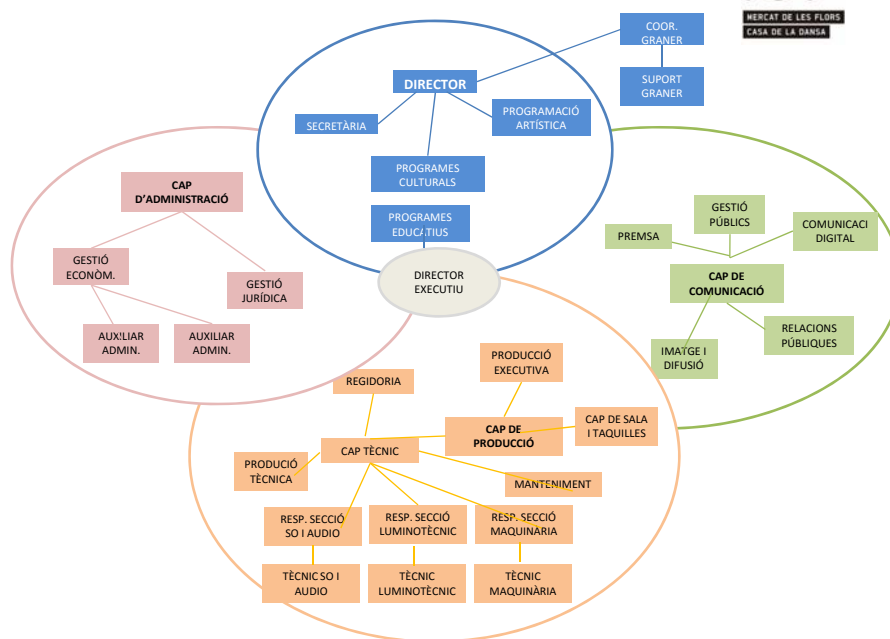 MERCAT DE LES FLORS
CASA DE LA DANSA
COOR.
GRANER
SUPORT
GRANER
DIRECTOR
SECRETÀRIA
PROGRAMACIÓ
ARTÍSTICA
PROGRAMES
CULTURALS
PROGRAMES
EDUCATIUS
DIRECTOR
EXECUTIU
CAP
D'ADMINISTRACIÓ
GESTIÓ
ECONÒM.
GESTIÓ
JURÍDICA
AUXILIAR
ADMIN.
AUXILIAR
ADMIN.
GESTIÓ
PÚBLICS
PREMSA
COMUNICACI
DIGITAL
CAP DE
COMUNICACIÓ
RELACIONS
PÚBLIQUES
IMATGE I
DIFUSIÓ
PRODUCCIÓ
EXECUTIVA
REGIDORIA
CAP DE
PRODUCCIÓ
CAP DE SALA
I TAQUILLES
CAP TÈCNIC
PRODUCIÓ
TÈCNICA
MANTENIMENT
RESP. SECCIÓ
SO I AUDIO
RESP. SECCIÓ
LUMINOTÈCNIC
RESP. SECCIÓ
MAQUINARIA
TÈCNIC SO I
AUDIO
TÈCNIC
LUMINOTÈCNIC
TÈCNIC
MAQUINÀRIA